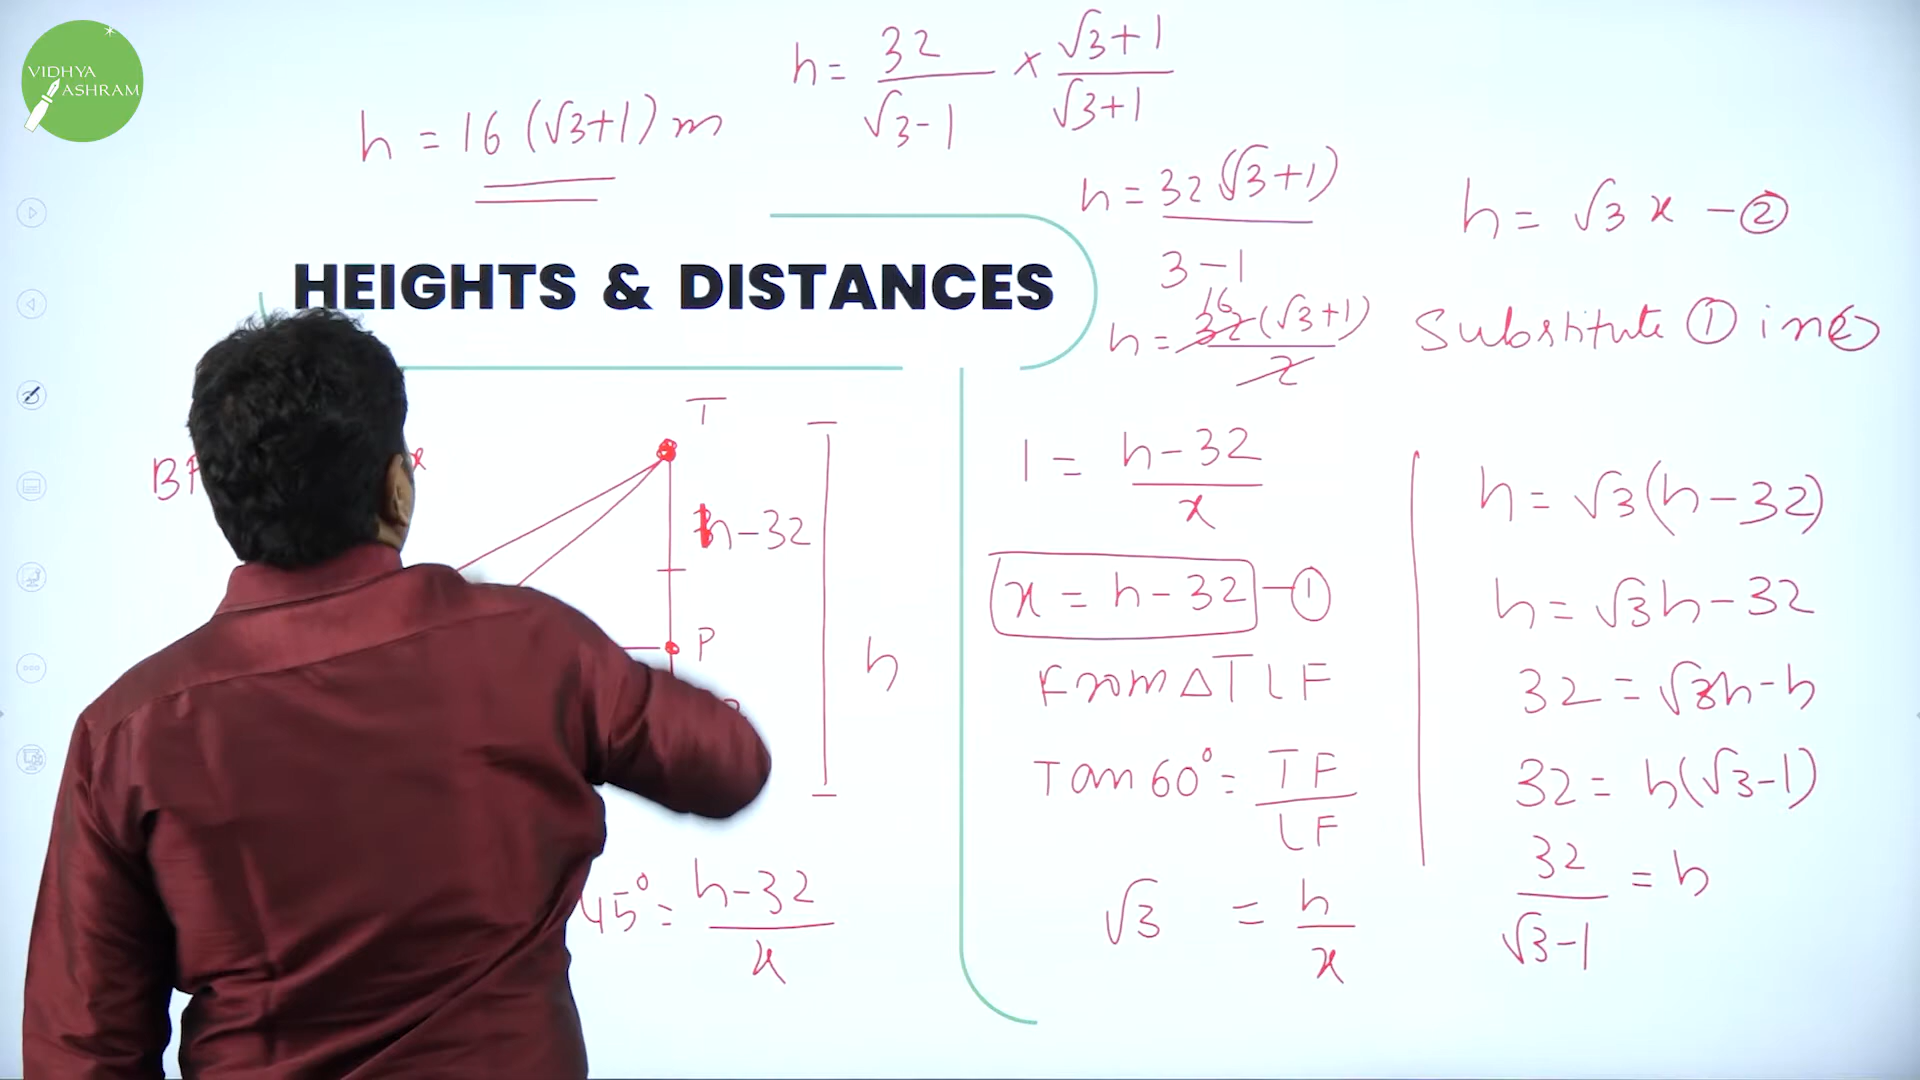 VIDHYA
ASHRAM
h = 32/√3-1 × √3+1/√3+1
h = 16 (√3+1) m
h = 32(√3+1)/3-1
h = √3 x - ②
HEIGHTS & DISTANCES
h = 16 32(√3+1)/2
Substitute ① in ②
T
h-32
P
h
45° = h-32/x
1 = h-32/x
x = h-32 - ①
From △TLF
Tan 60° = TF/LF
√3 = h/x
h = √3(h-32)
h = √3h-32
32 = √3h-h
32 = h(√3-1)
32/√3-1 = h